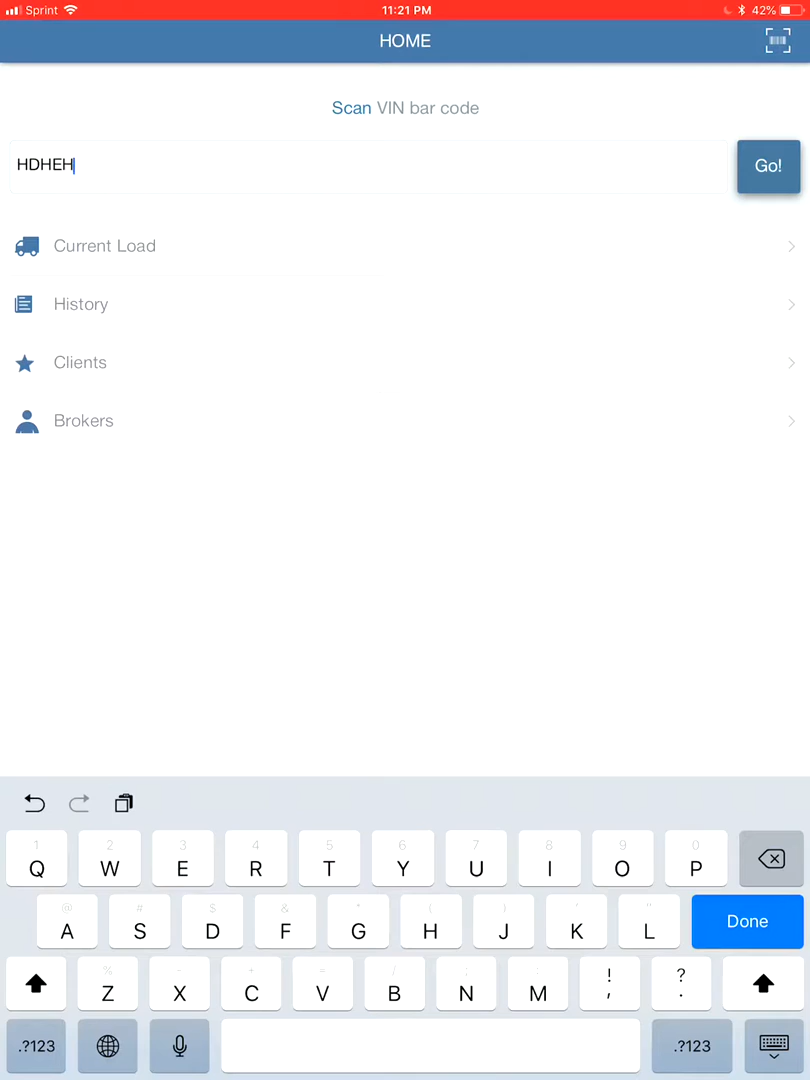 Sprint 11:21 PM 42%
HOME
Scan VIN bar code
HDHEH
Go!
Current Load
History
Clients
Brokers
1 2 3 4 5 6 7 8 9 0
Q W E R T Y U I O P
@ # $ & * ( ) ' "
A S D F G H J K L Done
% - + = / ; : ! ?
Z X C V B N M , .
.?123 .?123